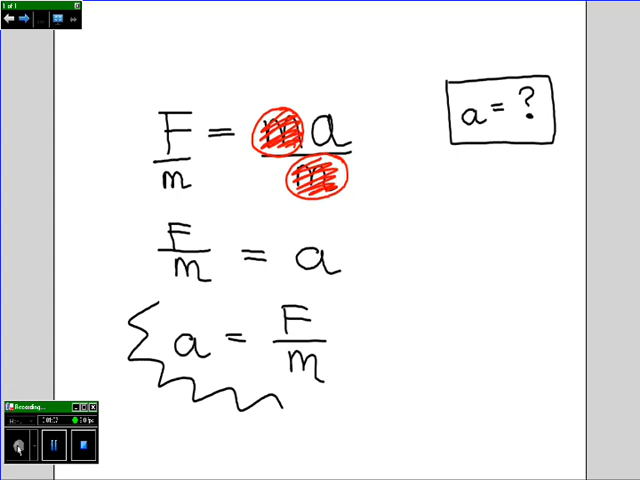 1 of 1
a = ?
F/m = ma/m
F/m = a
a = F/m
Recording...